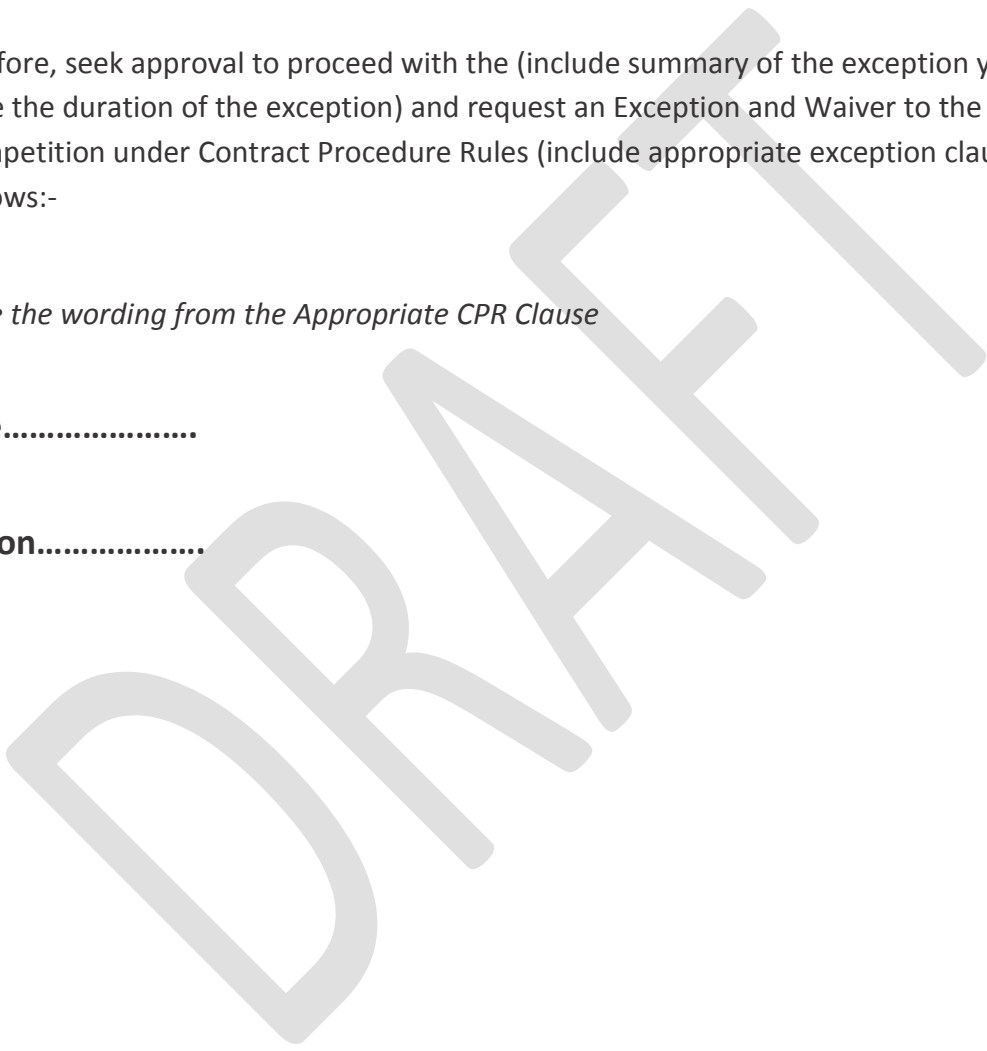 fore, seek approval to proceed with the (include summary of the exception y
e the duration of the exception) and request an Exception and Waiver to the
petition under Contract Procedure Rules (include appropriate exception clau
ows:-
the wording from the Appropriate CPR Clause
e………………….
on……………….
DRAFT